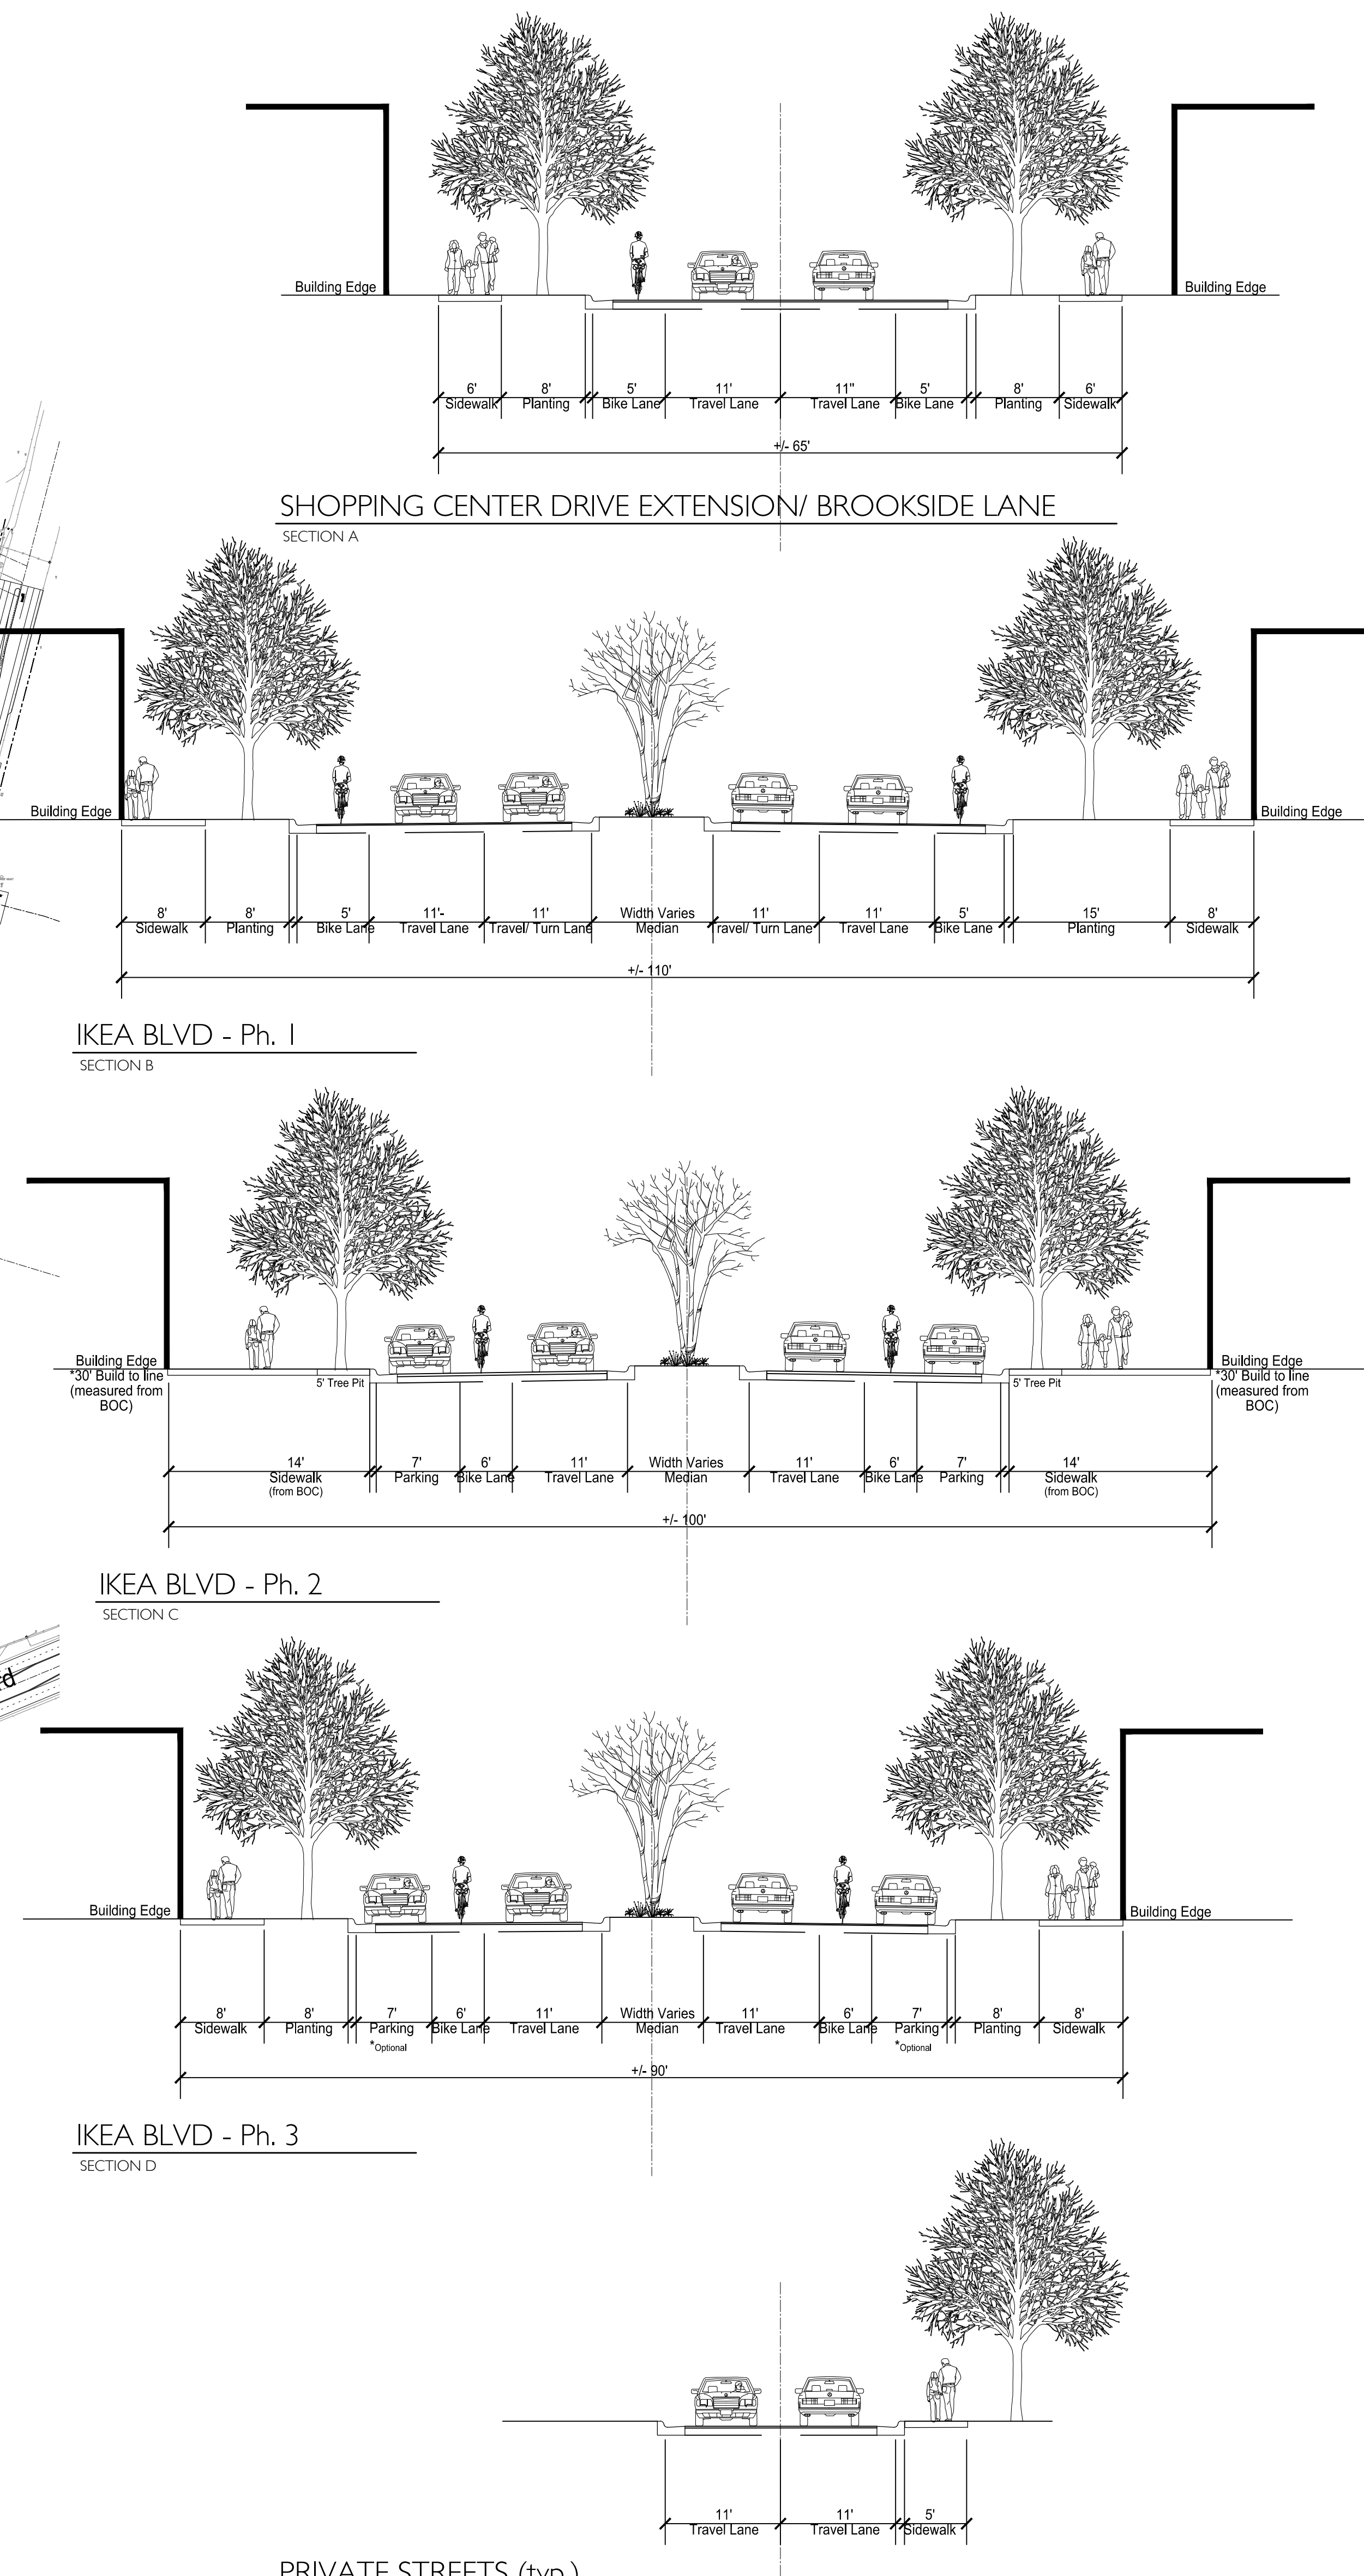 Building Edge Building Edge
6' 8' 5' 11' 11" 5' 8' 6'
Sidewalk Planting Bike Lane Travel Lane Travel Lane Bike Lane Planting Sidewalk
+/- 65'
SHOPPING CENTER DRIVE EXTENSION/ BROOKSIDE LANE
SECTION A
Building Edge Building Edge
8' 8' 5' 11'- 11' Width Varies 11' 11' 5' 15' 8'
Sidewalk Planting Bike Lane Travel Lane Travel/ Turn Lane Median Travel/ Turn Lane Travel Lane Bike Lane Planting Sidewalk
+/- 110'
IKEA BLVD - Ph. 1
SECTION B
Building Edge Building Edge
*30' Build to line *30' Build to line
(measured from (measured from
BOC) BOC)
5' Tree Pit 5' Tree Pit
14' 7' 6' 11' Width Varies 11' 6' 7' 14'
Sidewalk Parking Bike Lane Travel Lane Median Travel Lane Bike Lane Parking Sidewalk
(from BOC) (from BOC)
+/- 100'
IKEA BLVD - Ph. 2
SECTION C
rd
Building Edge Building Edge
8' 8' 7' 6' 11' Width Varies 11' 6' 7' 8' 8'
Sidewalk Planting Parking Bike Lane Travel Lane Median Travel Lane Bike Lane Parking Planting Sidewalk
*Optional *Optional
+/- 90'
IKEA BLVD - Ph. 3
SECTION D
11' 11' 5'
Travel Lane Travel Lane Sidewalk
PRIVATE STREETS (typ.)